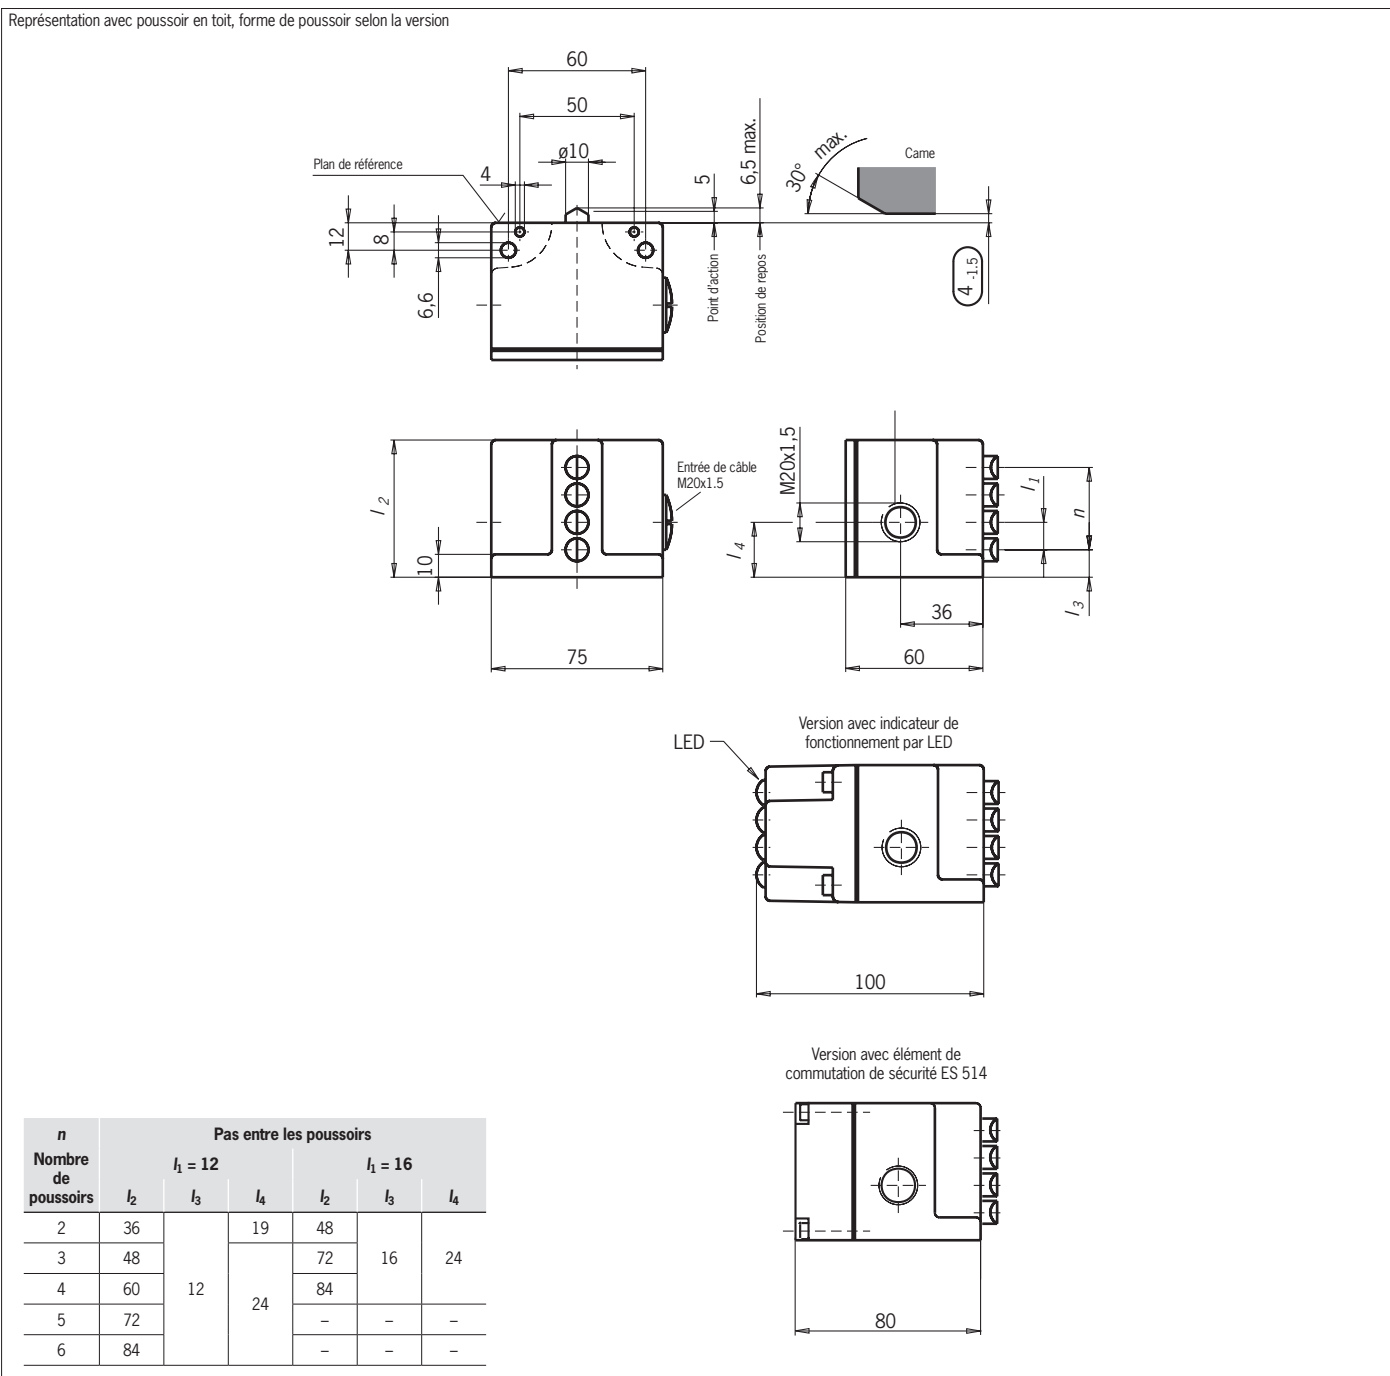 Représentation avec poussoir en toit, forme de poussoir selon la version
60
50
ø10
Plan de référence
4
5
6,5 max.
30° max.
Came
12
8
6,6
Point d'action
Position de repos
4 -1.5
l2
10
Entrée de câble
M20x1.5
75
M20x1,5
l4
l1
n
l3
36
60
Version avec indicateur de
fonctionnement par LED
LED
100
Version avec élément de
commutation de sécurité ES 514
80
n
Nombre
de
poussoirs
Pas entre les poussoirs
l1 = 12 l1 = 16
l2 l3 l4 l2 l3 l4
2 36 12 19 48 16 24
3 48 24 72
4 60 84
5 72 – – –
6 84 – – –